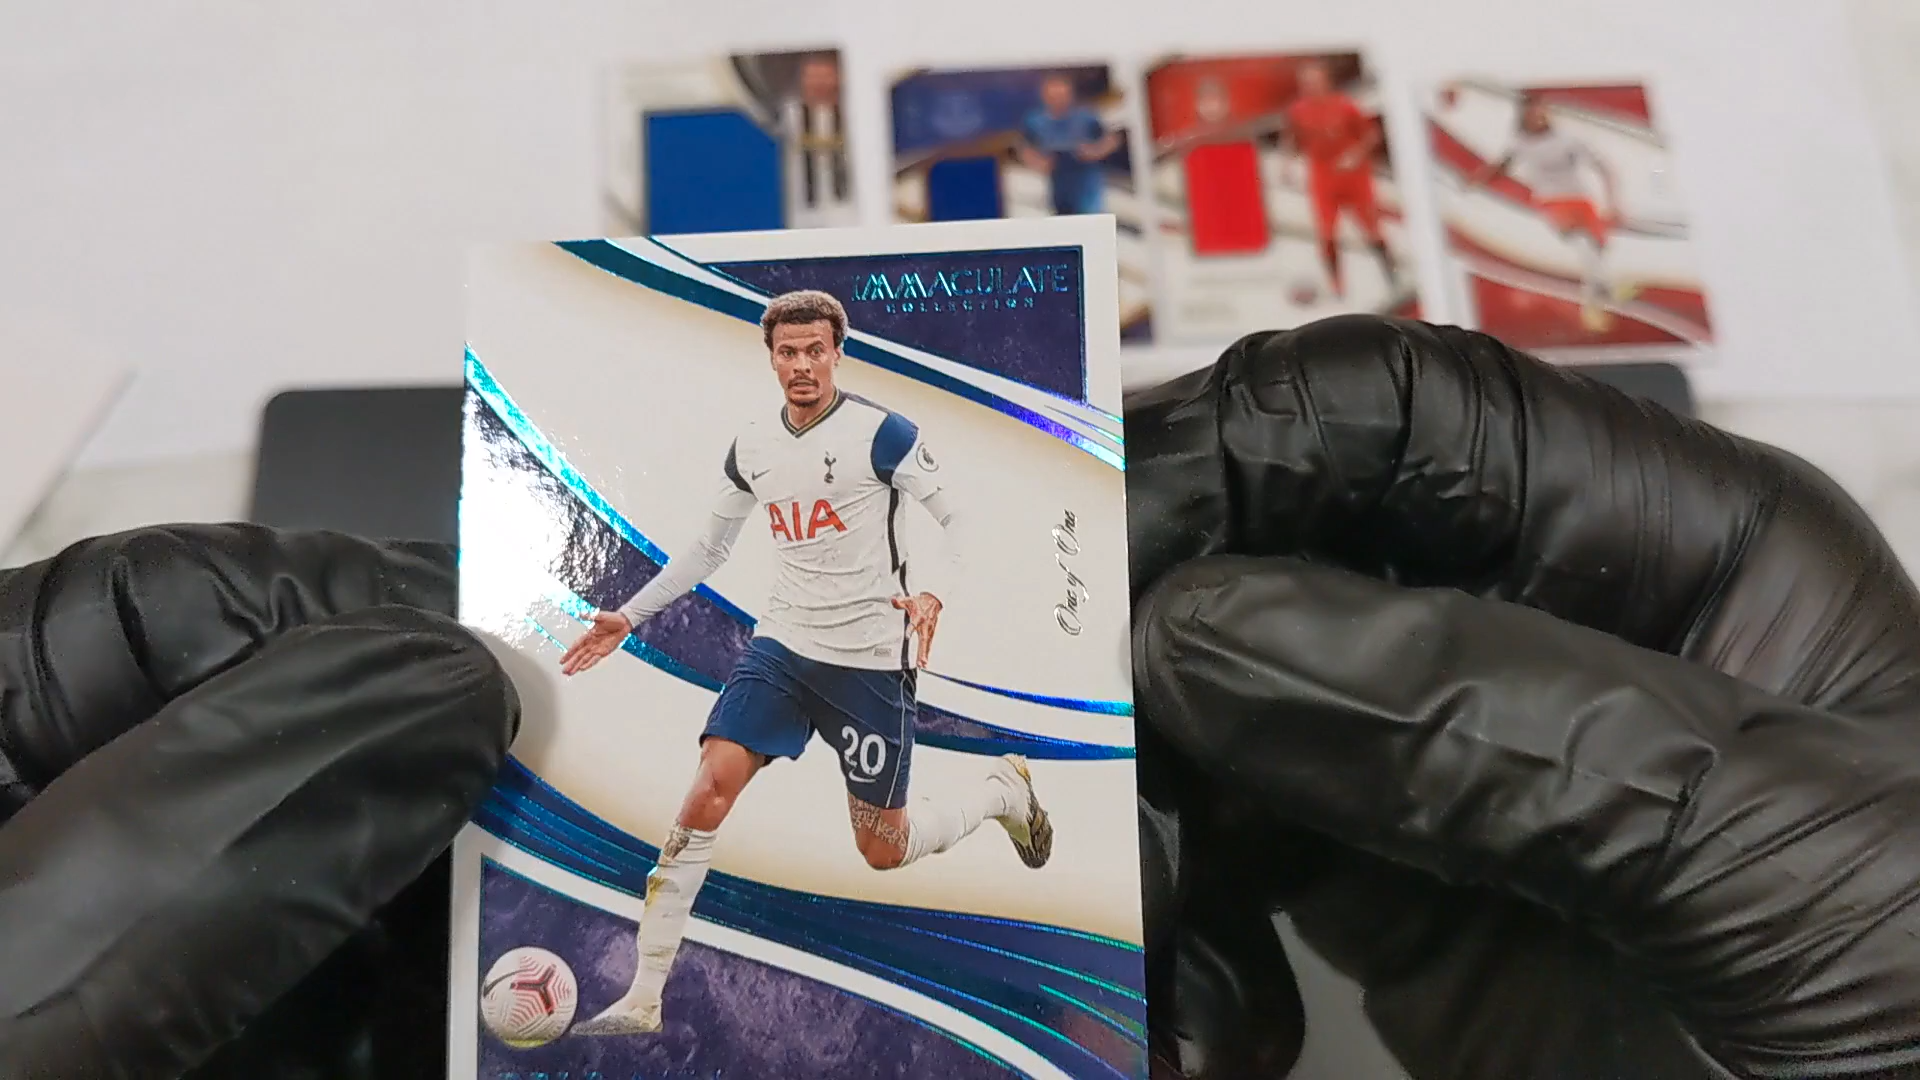 IMMACULATE
COLLECTION
AIA
One of One
20